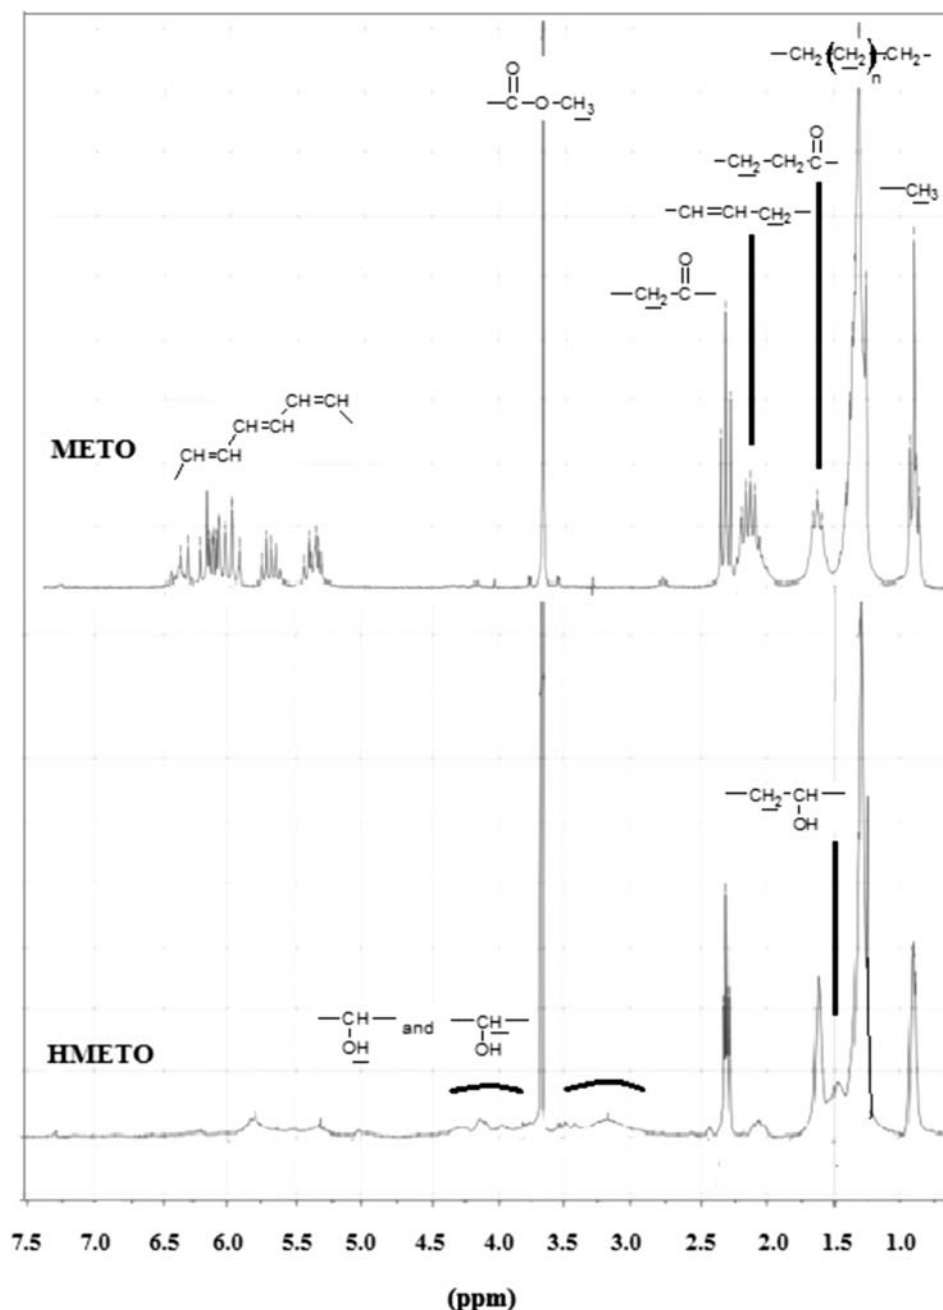 —CH2(CH2)n CH2-
O
—C—O—CH3
O
—CH2—CH2C—
—CH3
—CH=CH—CH2—
O
—CH2—C—
CH=CH
CH=CH
CH=CH
METO
—CH2—CH—
OH
—CH— and —CH—
OH OH
HMETO
7.5 7.0 6.5 6.0 5.5 5.0 4.5 4.0 3.5 3.0 2.5 2.0 1.5 1.0
(ppm)